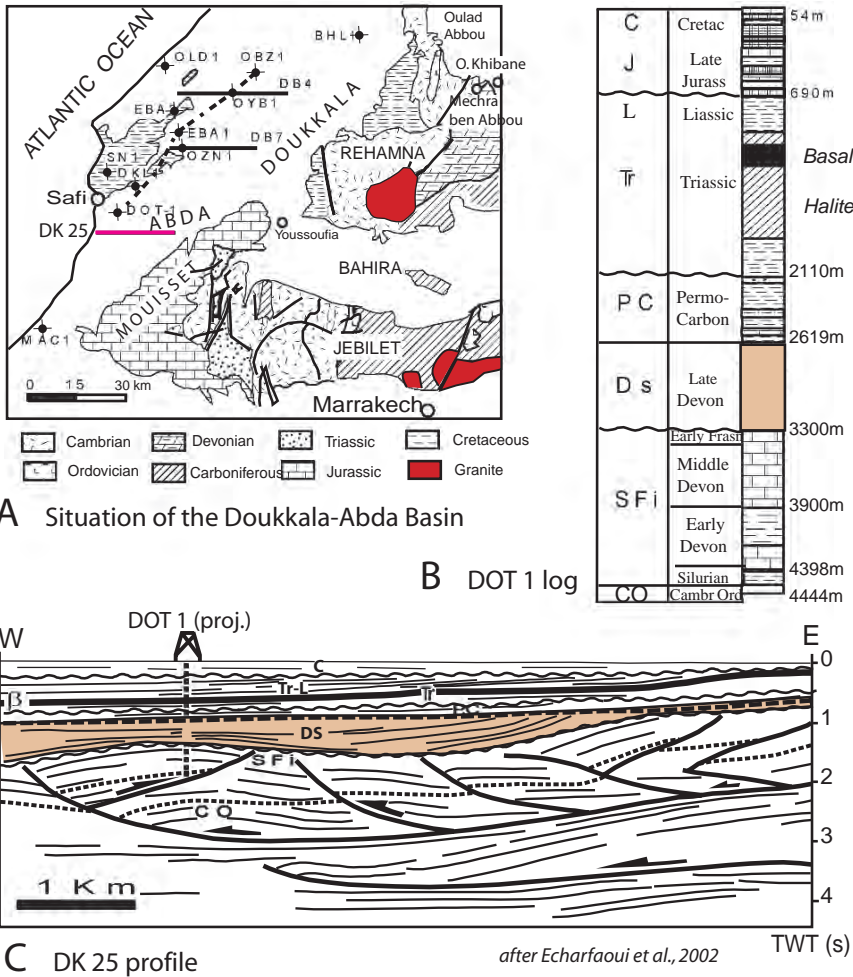 ATLANTIC OCEAN
OLD1
OBZ1
BHL1
Oulad
Abbou
O. Khibane
Mechra
ben Abbou
DB4
OYB1
EBA
EBA1
DB7
OZN1
DOUKKALA
REHAMNA
SN1
DKL
Safi
DOT-1
ABDA
DK 25
Youssoufia
BAHIRA
MOUISSET
MAC1
JEBILET
0 15 30 km
Marrakech
Cambrian Devonian Triassic Cretaceous
Ordovician Carboniferous Jurassic Granite
A Situation of the Doukkala-Abda Basin
C Cretac 54m
J Late
Jurass
690m
L Liassic
Basal
Tr Triassic
Halite
2110m
PC Permo-
Carbon
2619m
Ds Late
Devon
3300m
Early Frasn
SFi Middle
Devon
3900m
Early
Devon
4398m
Silurian
CO Cambr Ord 4444m
B DOT 1 log
W DOT 1 (proj.) E
C
0
β Tr-L Tr
PC
DS
1
SFi
2
CO
3
1 Km
4
TWT (s)
C DK 25 profile
after Echarfaoui et al., 2002